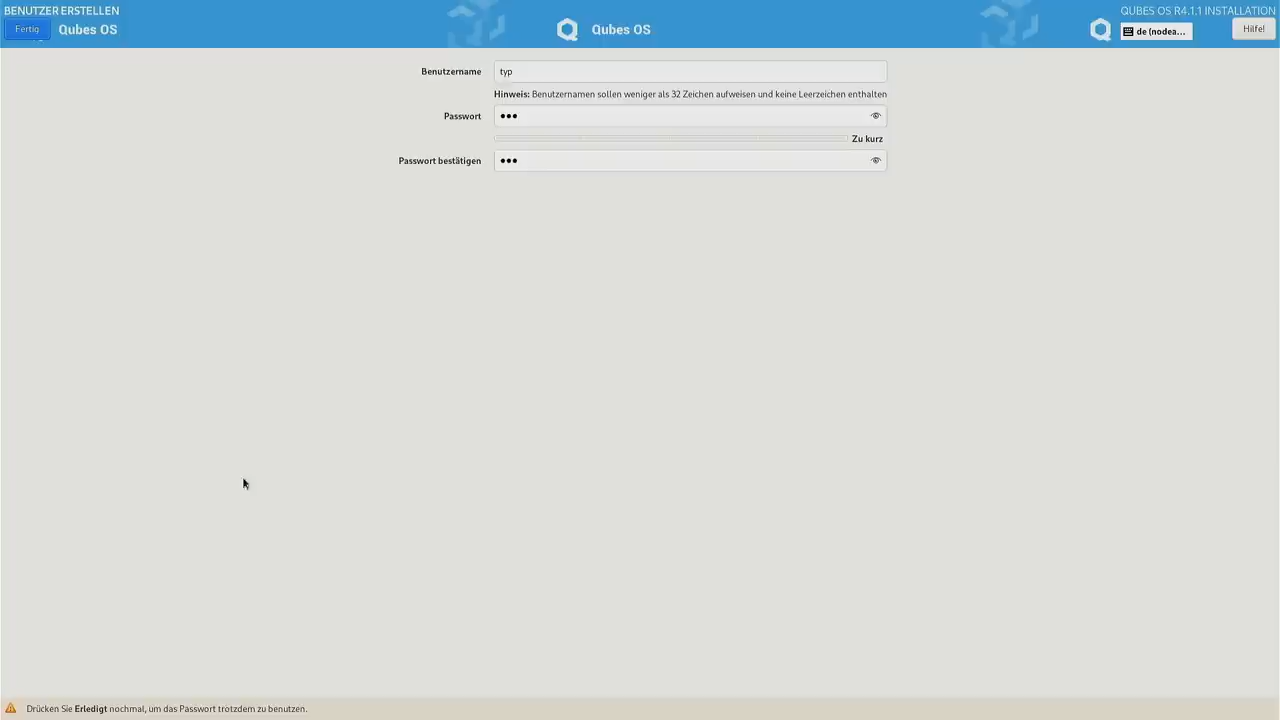 BENUTZER ERSTELLEN
QUBES OS R4.1.1 INSTALLATION
Fertig
Qubes OS
Qubes OS
de (nodea...
Hilfe!
Benutzername
typ
Hinweis: Benutzernamen sollen weniger als 32 Zeichen aufweisen und keine Leerzeichen enthalten
Passwort
●●●
Zu kurz
Passwort bestätigen
●●●
Drücken Sie Erledigt nochmal, um das Passwort trotzdem zu benutzen.